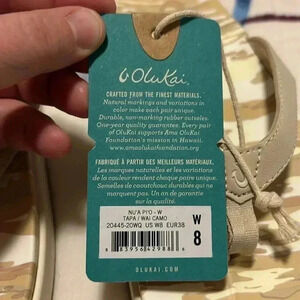 OluKai.
CRAFTED FROM THE FINEST MATERIALS.
Natural markings and variations in
color make each pair unique.
Durable, non-marking rubber outsoles.
One-year quality guarantee. Every pair
of OluKai supports Ama OluKai
Foundation's mission in Hawaii.
www.amaolukaifoundation.org
FABRIQUÉ À PARTIR DES MEILLEURS MATÉRIAUX.
Les marques naturelles et les variations
de la couleur rendent chaque paire unique.
Semelles de caoutchouc durables qui ne
marquent pas. Un an de garantie sur
la qualité.
NU'A PI'O - W
TAPA / WAI CAMO
20445-20WQ US W8 EUR38
W
8
OLUKAI.COM